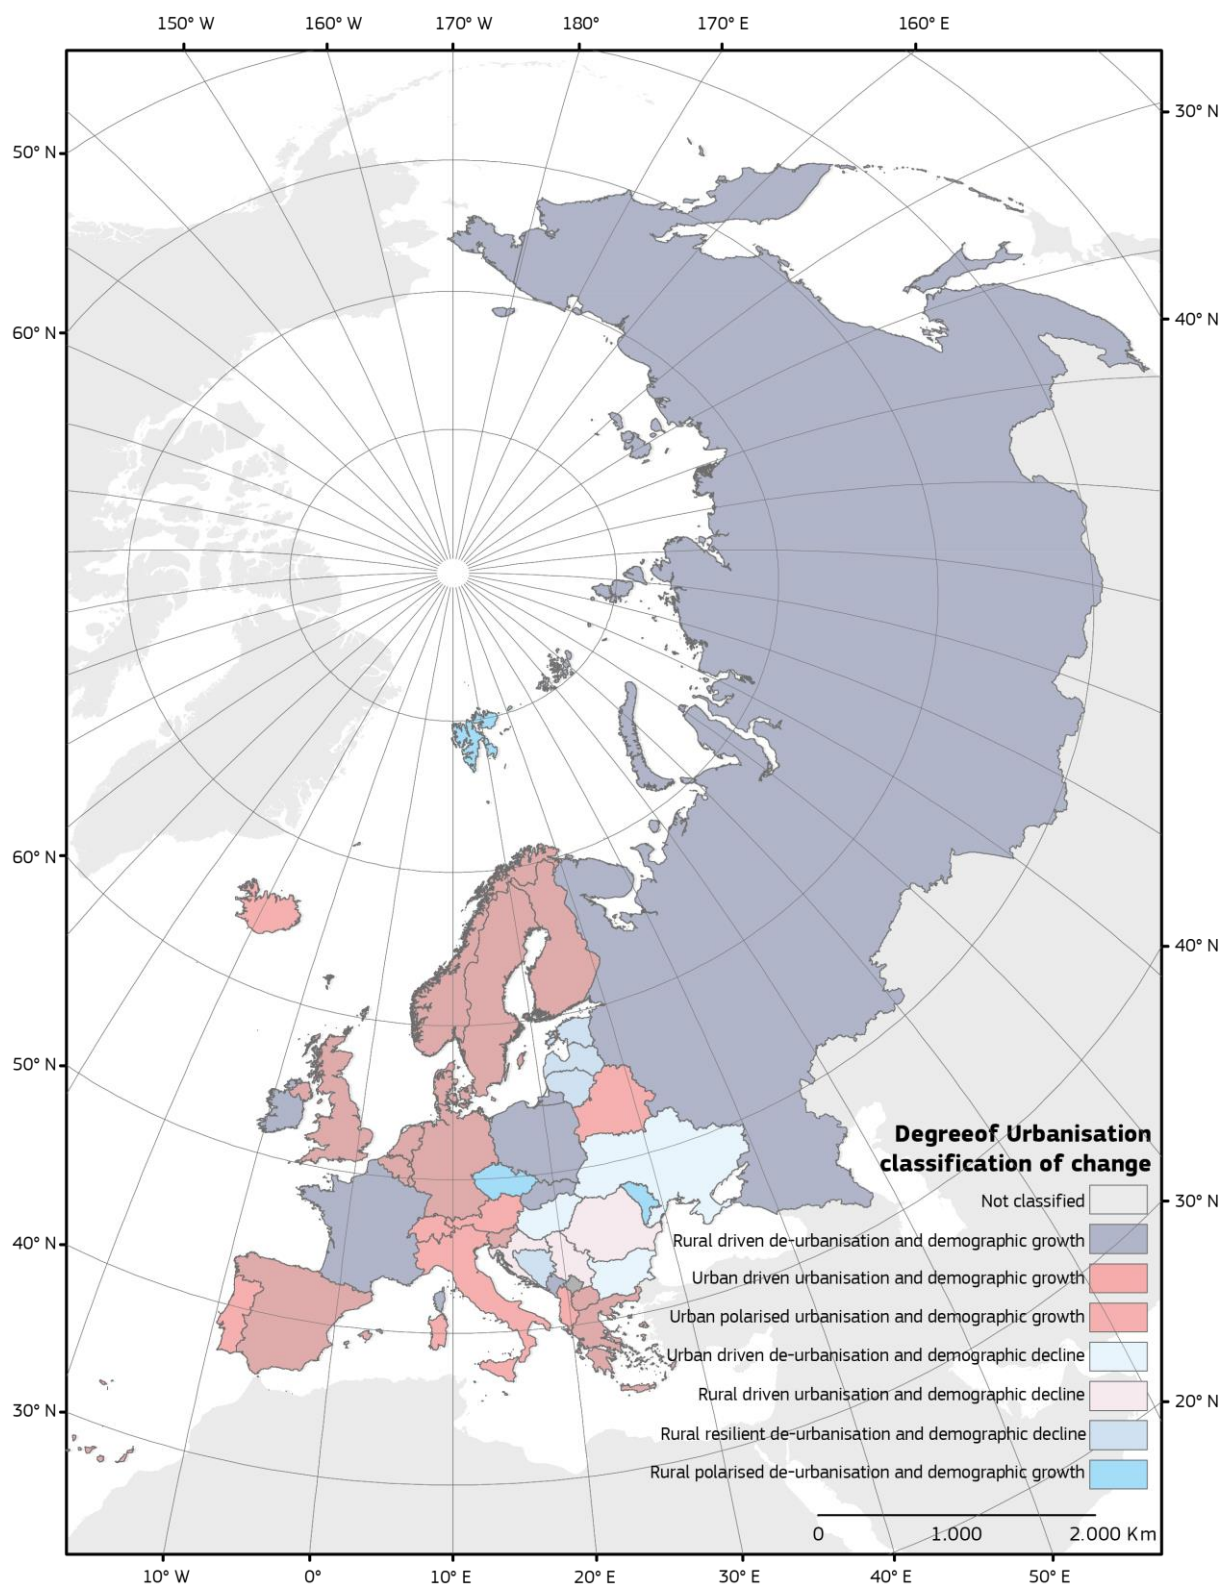 150° W 160° W 170° W 180° 170° E 160° E
30° N
50° N
60° N
40° N
60° N
40° N
50° N
Degreeof Urbanisation
classification of change
Not classified
30° N
Rural driven de-urbanisation and demographic growth
40° N
Urban driven urbanisation and demographic growth
Urban polarised urbanisation and demographic growth
Urban driven de-urbanisation and demographic decline
Rural driven urbanisation and demographic decline
20° N
30° N
Rural resilient de-urbanisation and demographic decline
Rural polarised de-urbanisation and demographic growth
0 1.000 2.000 Km
10° W 0° 10° E 20° E 30° E 40° E 50° E